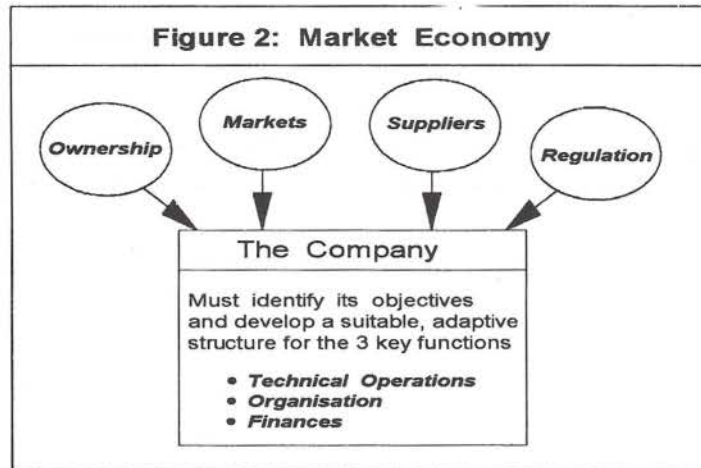 Figure 2: Market Economy
Ownership
Markets
Suppliers
Regulation
The Company
Must identify its objectives
and develop a suitable, adaptive
structure for the 3 key functions
• Technical Operations
• Organisation
• Finances